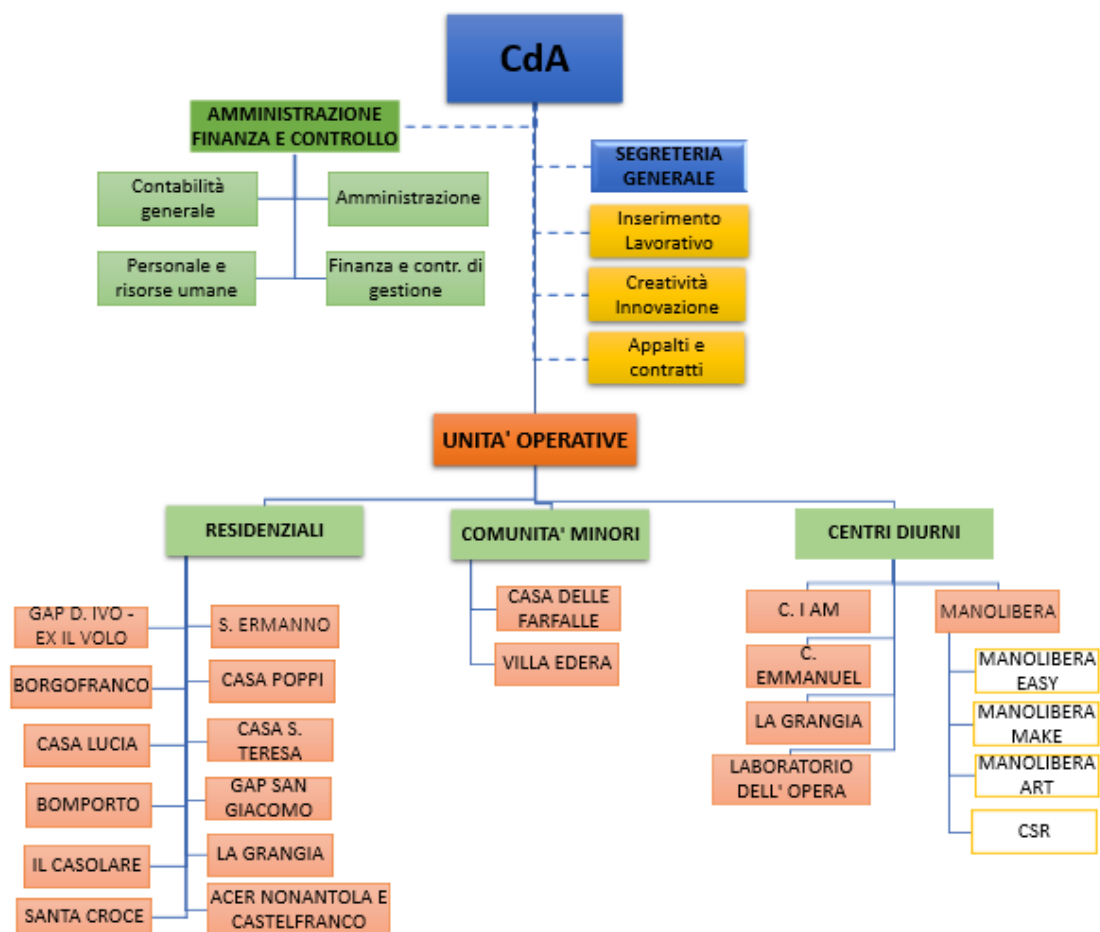 CdA
AMMINISTRAZIONE
FINANZA E CONTROLLO
Contabilità
generale
Amministrazione
Personale e
risorse umane
Finanza e contr. di
gestione
SEGRETERIA
GENERALE
Inserimento
Lavorativo
Creatività
Innovazione
Appalti e
contratti
UNITA' OPERATIVE
RESIDENZIALI
GAP D. IVO -
EX IL VOLO
S. ERMANNO
BORGOFRANCO
CASA POPPI
CASA LUCIA
CASA S.
TERESA
BOMPORTO
GAP SAN
GIACOMO
IL CASOLARE
LA GRANGIA
SANTA CROCE
ACER NONANTOLA E
CASTELFRANCO
COMUNITA' MINORI
CASA DELLE
FARFALLE
VILLA EDERA
CENTRI DIURNI
C. I AM
C.
EMMANUEL
LA GRANGIA
LABORATORIO
DELL' OPERA
MANOLIBERA
MANOLIBERA
EASY
MANOLIBERA
MAKE
MANOLIBERA
ART
CSR